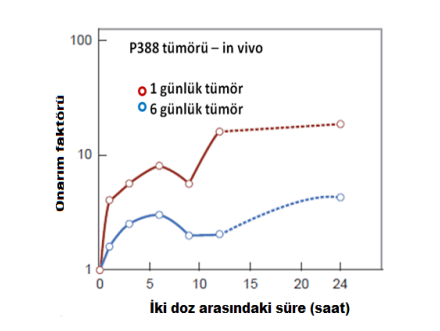 P388 tümörü – in vivo
1 günlük tümör
6 günlük tümör
Onarım faktörü
100
10
1
0 5 10 15 20 24
İki doz arasındaki süre (saat)